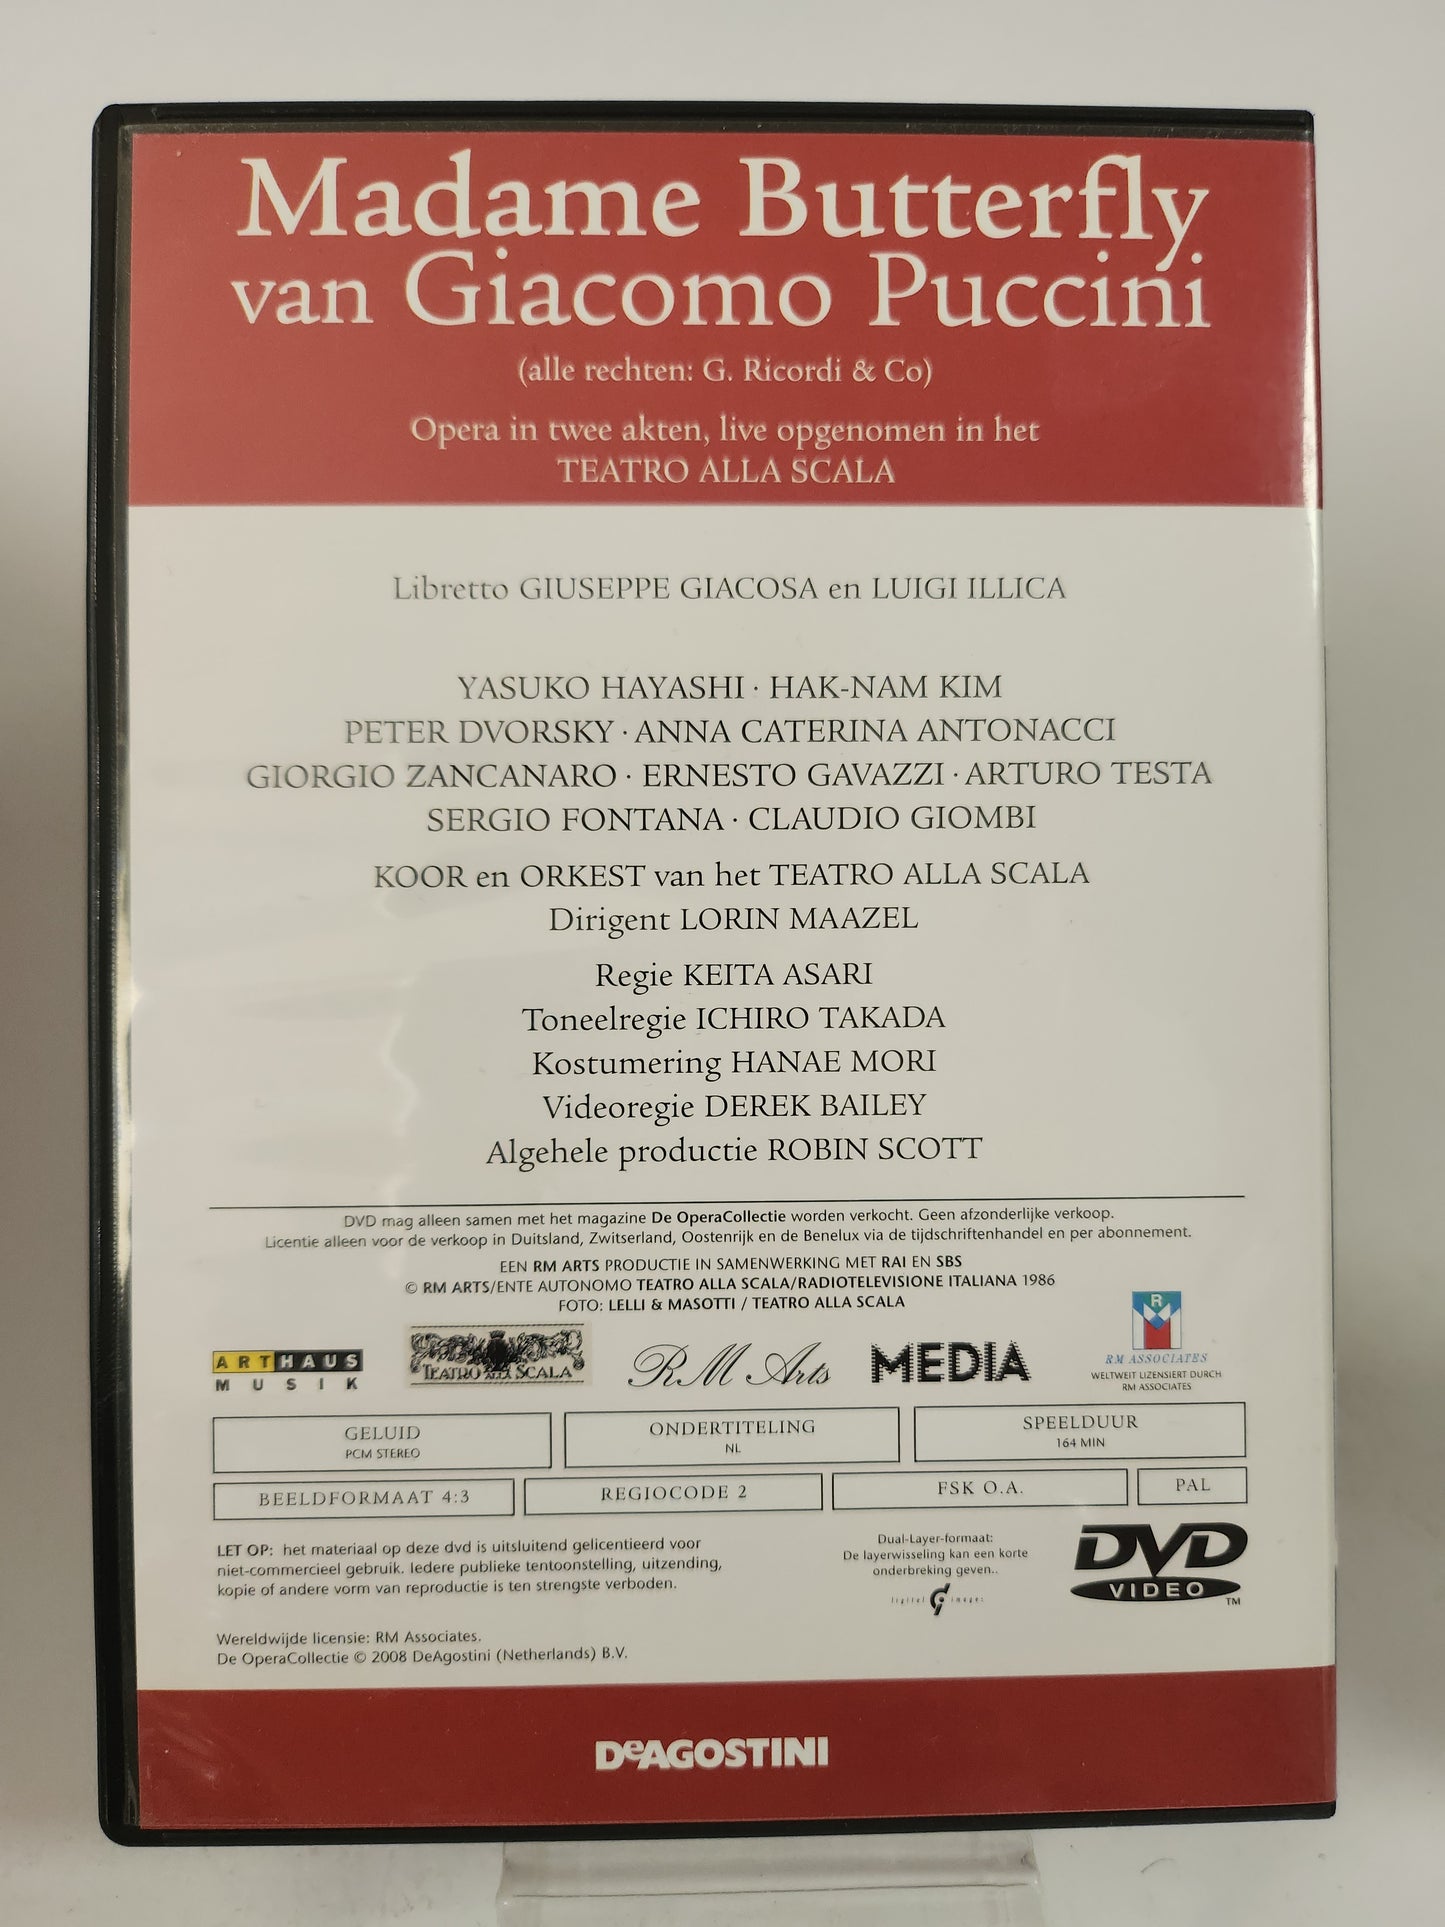 Madame Butterfly
van Giacomo Puccini
(alle rechten: G. Ricordi & Co)
Opera in twee akten, live opgenomen in het
TEATRO ALLA SCALA
Libretto GIUSEPPE GIACOSA en LUIGI ILLICA
YASUKO HAYASHI · HAK-NAM KIM
PETER DVORSKY · ANNA CATERINA ANTONACCI
GIORGIO ZANCANARO · ERNESTO GAVAZZI · ARTURO TESTA
SERGIO FONTANA · CLAUDIO GIOMBI
KOOR en ORKEST van het TEATRO ALLA SCALA
Dirigent LORIN MAAZEL
Regie KEITA ASARI
Toneelregie ICHIRO TAKADA
Kostumering HANAE MORI
Videoregie DEREK BAILEY
Algehele productie ROBIN SCOTT
DVD mag alleen samen met het magazine De OperaCollectie worden verkocht. Geen afzonderlijke verkoop.
Licentie alleen voor de verkoop in Duitsland, Zwitserland, Oostenrijk en de Benelux via de tijdschriftenhandel en per abonnement.
EEN RM ARTS PRODUCTIE IN SAMENWERKING MET RAI EN SBS
© RM ARTS/ENTE AUTONOMO TEATRO ALLA SCALA/RADIOTELEVISIONE ITALIANA 1986
FOTO: LELLI & MASOTTI / TEATRO ALLA SCALA
ARTHAUS
MUSIK
TEATRO ALLA SCALA
RM Arts
MEDIA
R
M
RM ASSOCIATES
WELTWEIT LIZENSIERT DURCH
RM ASSOCIATES
GELUID
PCM STEREO
ONDERTITELING
NL
SPEELDUUR
164 MIN
BEELDFORMAAT 4:3
REGIOCODE 2
FSK O.A.
PAL
LET OP: het materiaal op deze dvd is uitsluitend gelicentieerd voor
niet-commercieel gebruik. Iedere publieke tentoonstelling, uitzending,
kopie of andere vorm van reproductie is ten strengste verboden.
Dual-Layer-formaat:
De layerwisseling kan een korte
onderbreking geven..
digital images
DVD
VIDEO
TM
Wereldwijde licensie: RM Associates.
De OperaCollectie © 2008 DeAgostini (Netherlands) B.V.
DeAGOSTINI